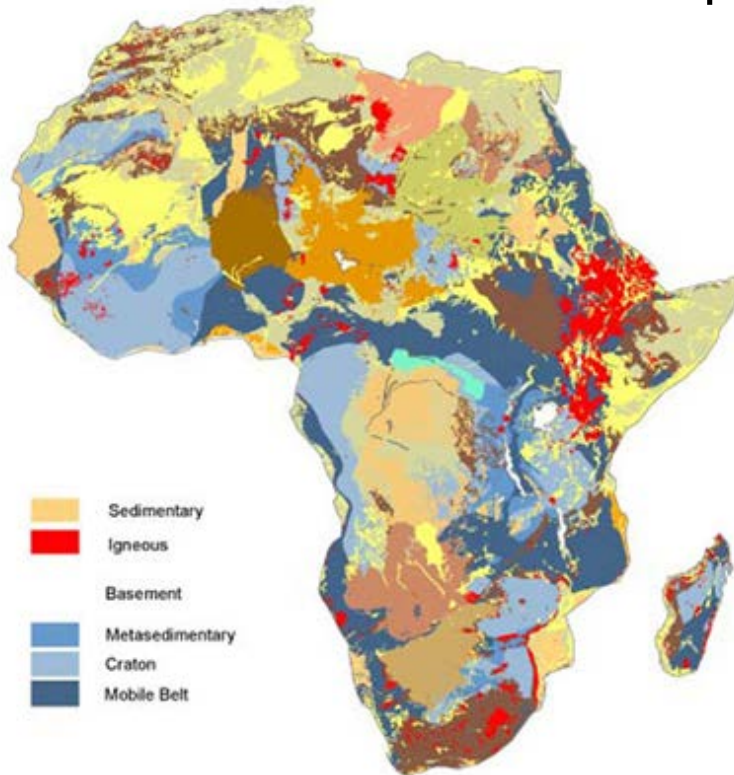 Sedimentary
Igneous
Basement
Metasedimentary
Craton
Mobile Belt